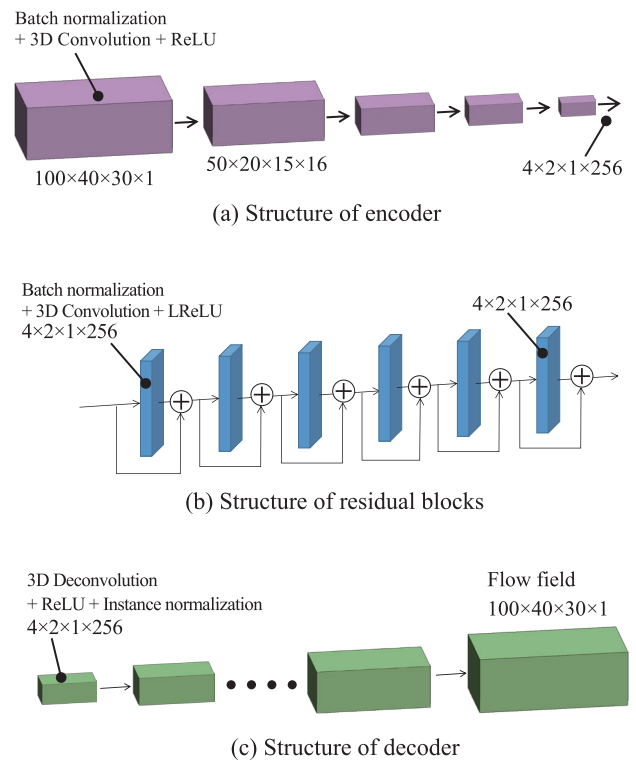 Batch normalization
+ 3D Convolution + ReLU
100×40×30×1
50×20×15×16
4×2×1×256
(a) Structure of encoder
Batch normalization
+ 3D Convolution + LReLU
4×2×1×256
4×2×1×256
(b) Structure of residual blocks
3D Deconvolution
+ ReLU + Instance normalization
4×2×1×256
Flow field
100×40×30×1
(c) Structure of decoder